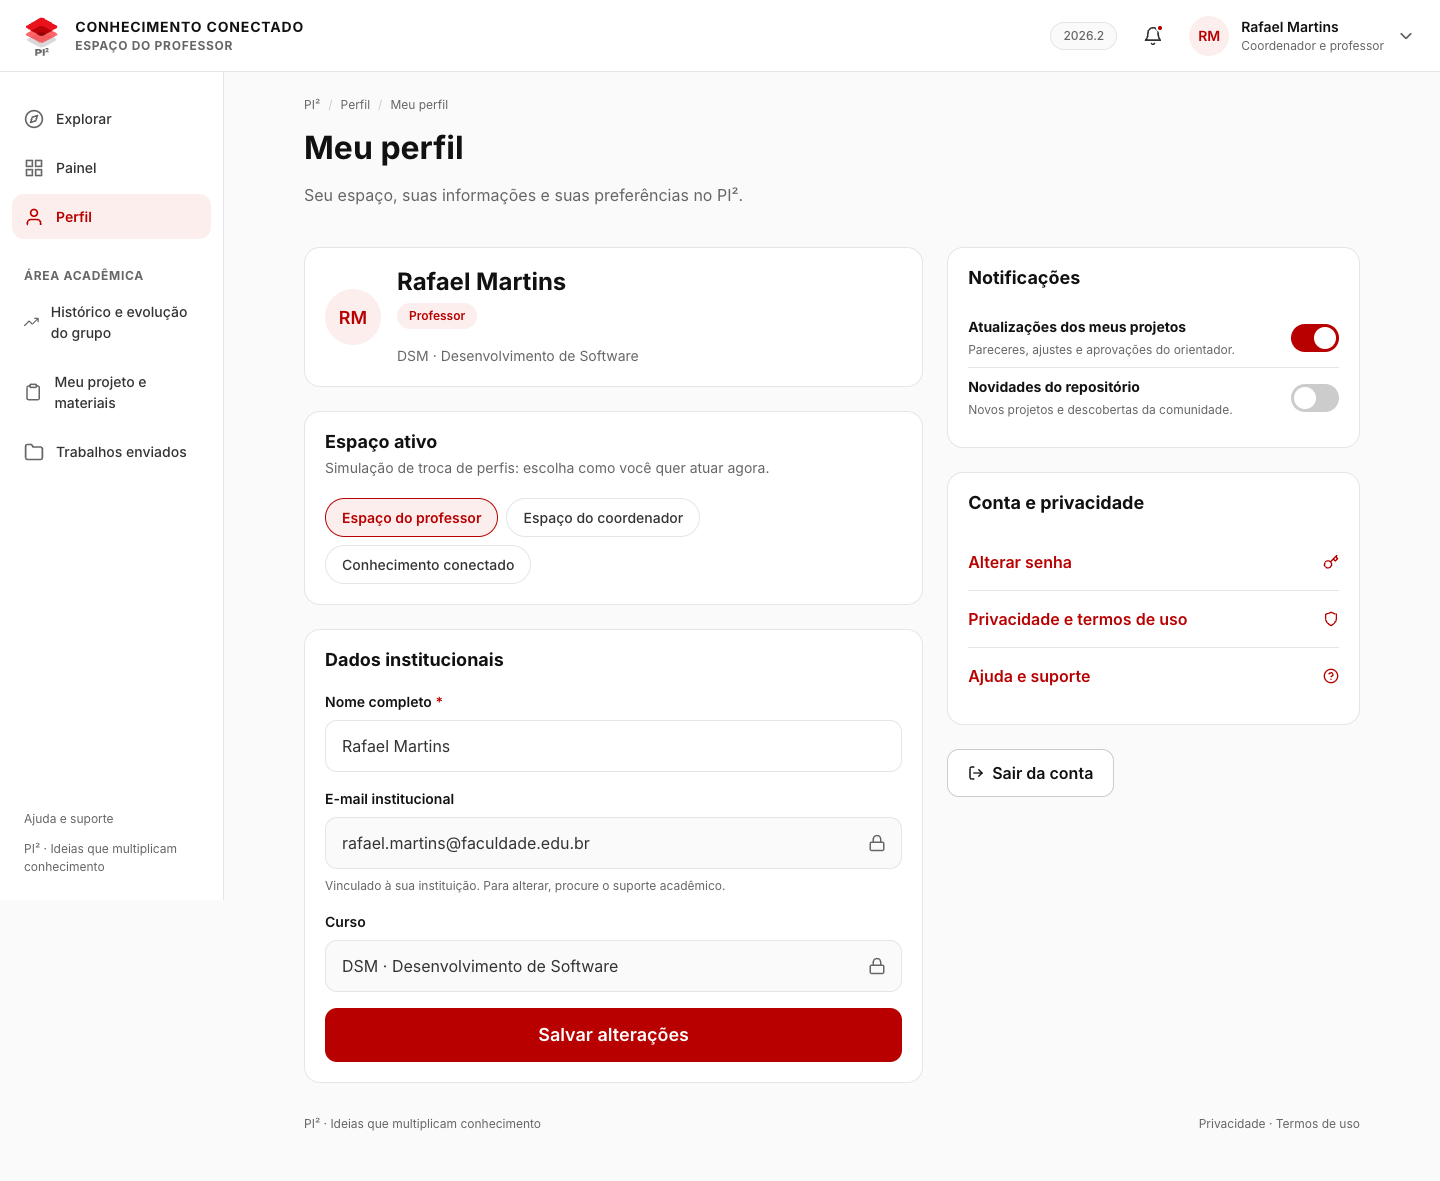 PI²
CONHECIMENTO CONECTADO
ESPAÇO DO PROFESSOR
2026.2
RM
Rafael Martins
Coordenador e professor
Explorar
Painel
Perfil
ÁREA ACADÊMICA
Histórico e evolução
do grupo
Meu projeto e
materiais
Trabalhos enviados
Ajuda e suporte
PI² · Ideias que multiplicam
conhecimento
PI² / Perfil / Meu perfil
Meu perfil
Seu espaço, suas informações e suas preferências no PI².
RM
Rafael Martins
Professor
DSM · Desenvolvimento de Software
Espaço ativo
Simulação de troca de perfis: escolha como você quer atuar agora.
Espaço do professor
Espaço do coordenador
Conhecimento conectado
Dados institucionais
Nome completo *
Rafael Martins
E-mail institucional
rafael.martins@faculdade.edu.br
Vinculado à sua instituição. Para alterar, procure o suporte acadêmico.
Curso
DSM · Desenvolvimento de Software
Salvar alterações
Notificações
Atualizações dos meus projetos
Pareceres, ajustes e aprovações do orientador.
Novidades do repositório
Novos projetos e descobertas da comunidade.
Conta e privacidade
Alterar senha
Privacidade e termos de uso
Ajuda e suporte
Sair da conta
PI² · Ideias que multiplicam conhecimento
Privacidade · Termos de uso